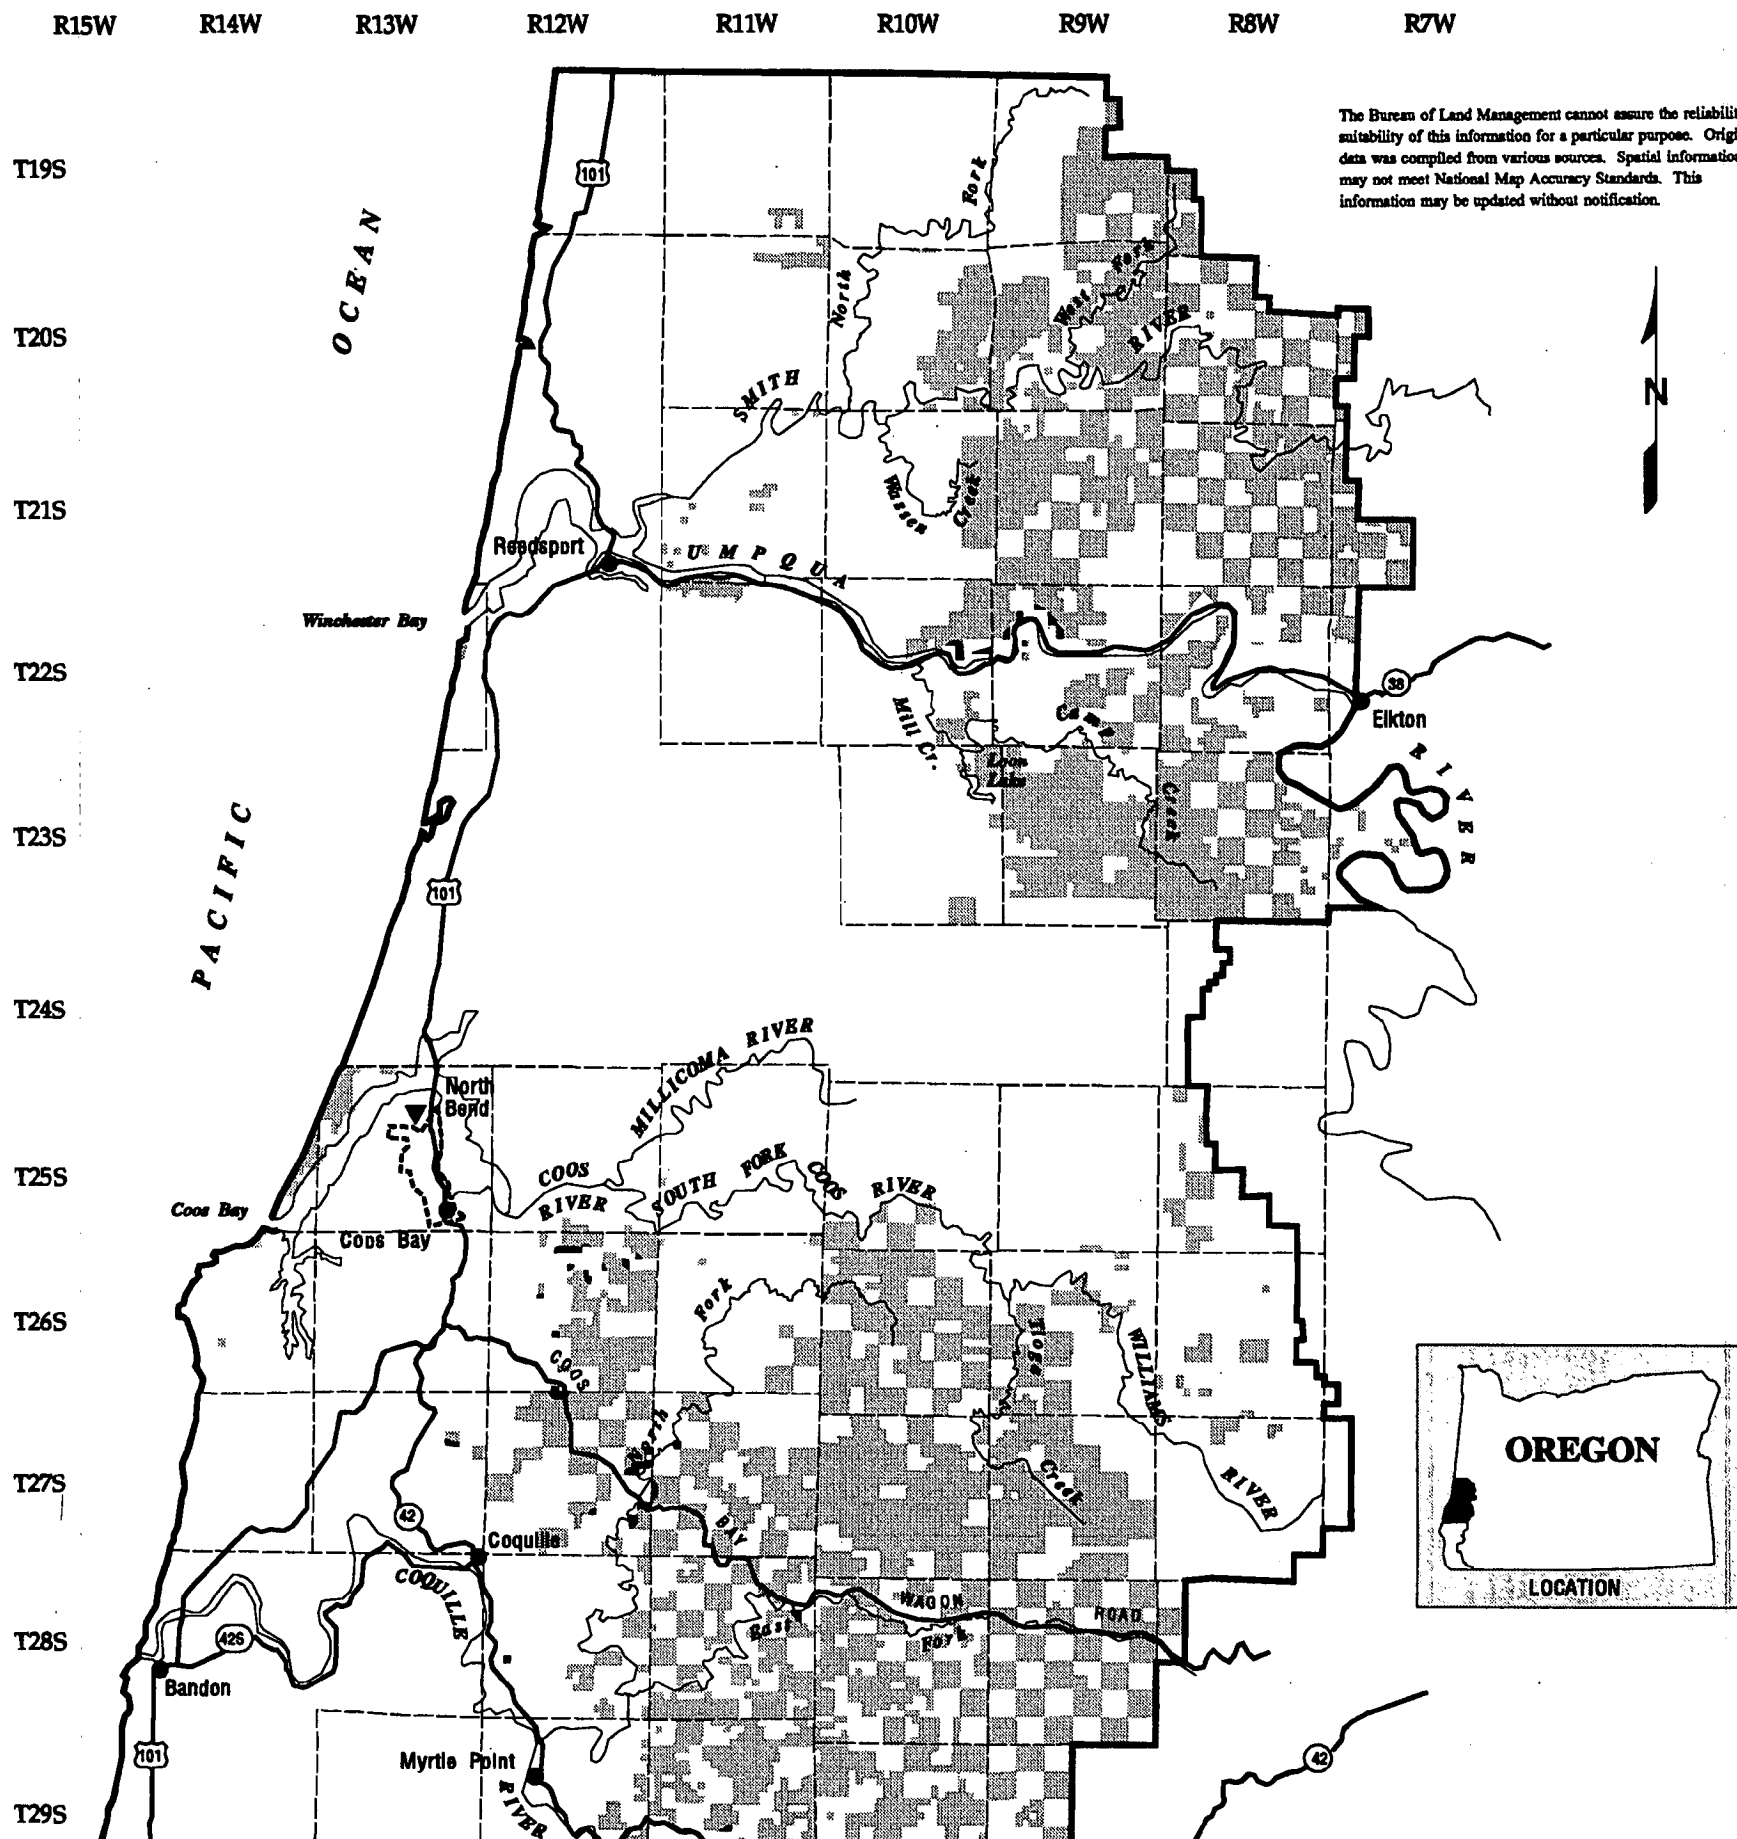 R15W R14W R13W R12W R11W R10W R9W R8W R7W
The Bureau of Land Management cannot assure the
suitability of this information for a particular purpose.
data was compiled from various sources. Spatial
may not meet National Map Accuracy Standards. This
information may be updated without notification.
T19S
101
Fork
OCEAN
North
West Fork
RIVER
T20S
N
SMITH
T21S
Wassen
Creek
Reedsport
UMPQUA
Winchester Bay
T22S
38
Elkton
Mill Cr.
Camp
RIVER
Loon
Lake
Creek
T23S
PACIFIC
101
T24S
MILLICOMA RIVER
North
Bend
T25S
COOS
RIVER
SOUTH FORK COOS RIVER
Coos Bay
Coos Bay
Fork
T26S
COOS
Tioga
WILLIAMS
OREGON
North
T27S
Creek
RIVER
42
BAY
Coquille
COQUILLE
LOCATION
WAGON ROAD
East Fork
T28S
42S
Bandon
101
Myrtle Point
42
RIVER
T29S